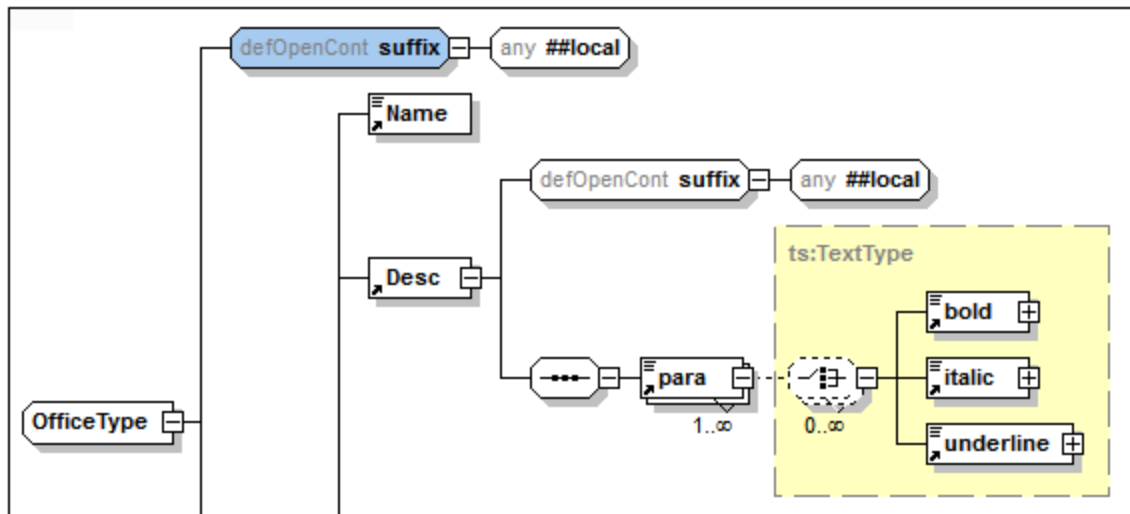 defOpenCont suffix any ##local
Name
defOpenCont suffix any ##local
ts:TextType
Desc
bold
para
italic
1..∞
0..∞
OfficeType
underline